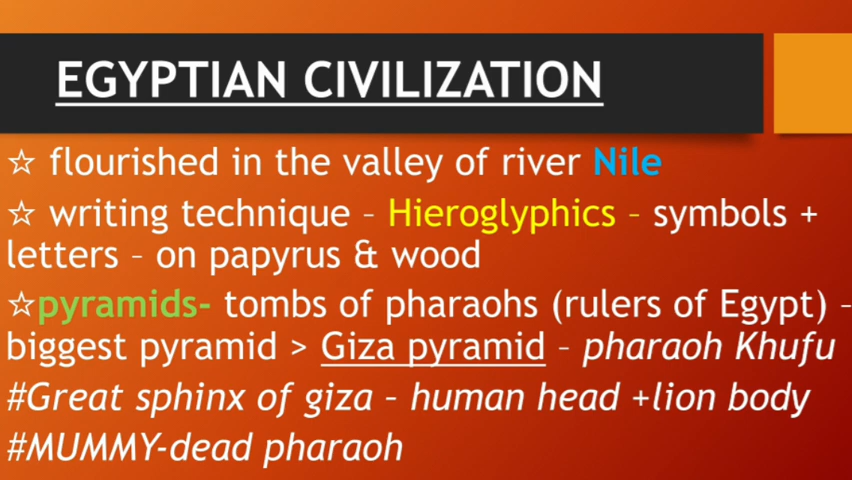 EGYPTIAN CIVILIZATION
☆ flourished in the valley of river Nile
☆ writing technique – Hieroglyphics – symbols +
letters – on papyrus & wood
☆pyramids- tombs of pharaohs (rulers of Egypt) –
biggest pyramid > Giza pyramid – pharaoh Khufu
#Great sphinx of giza – human head +lion body
#MUMMY-dead pharaoh